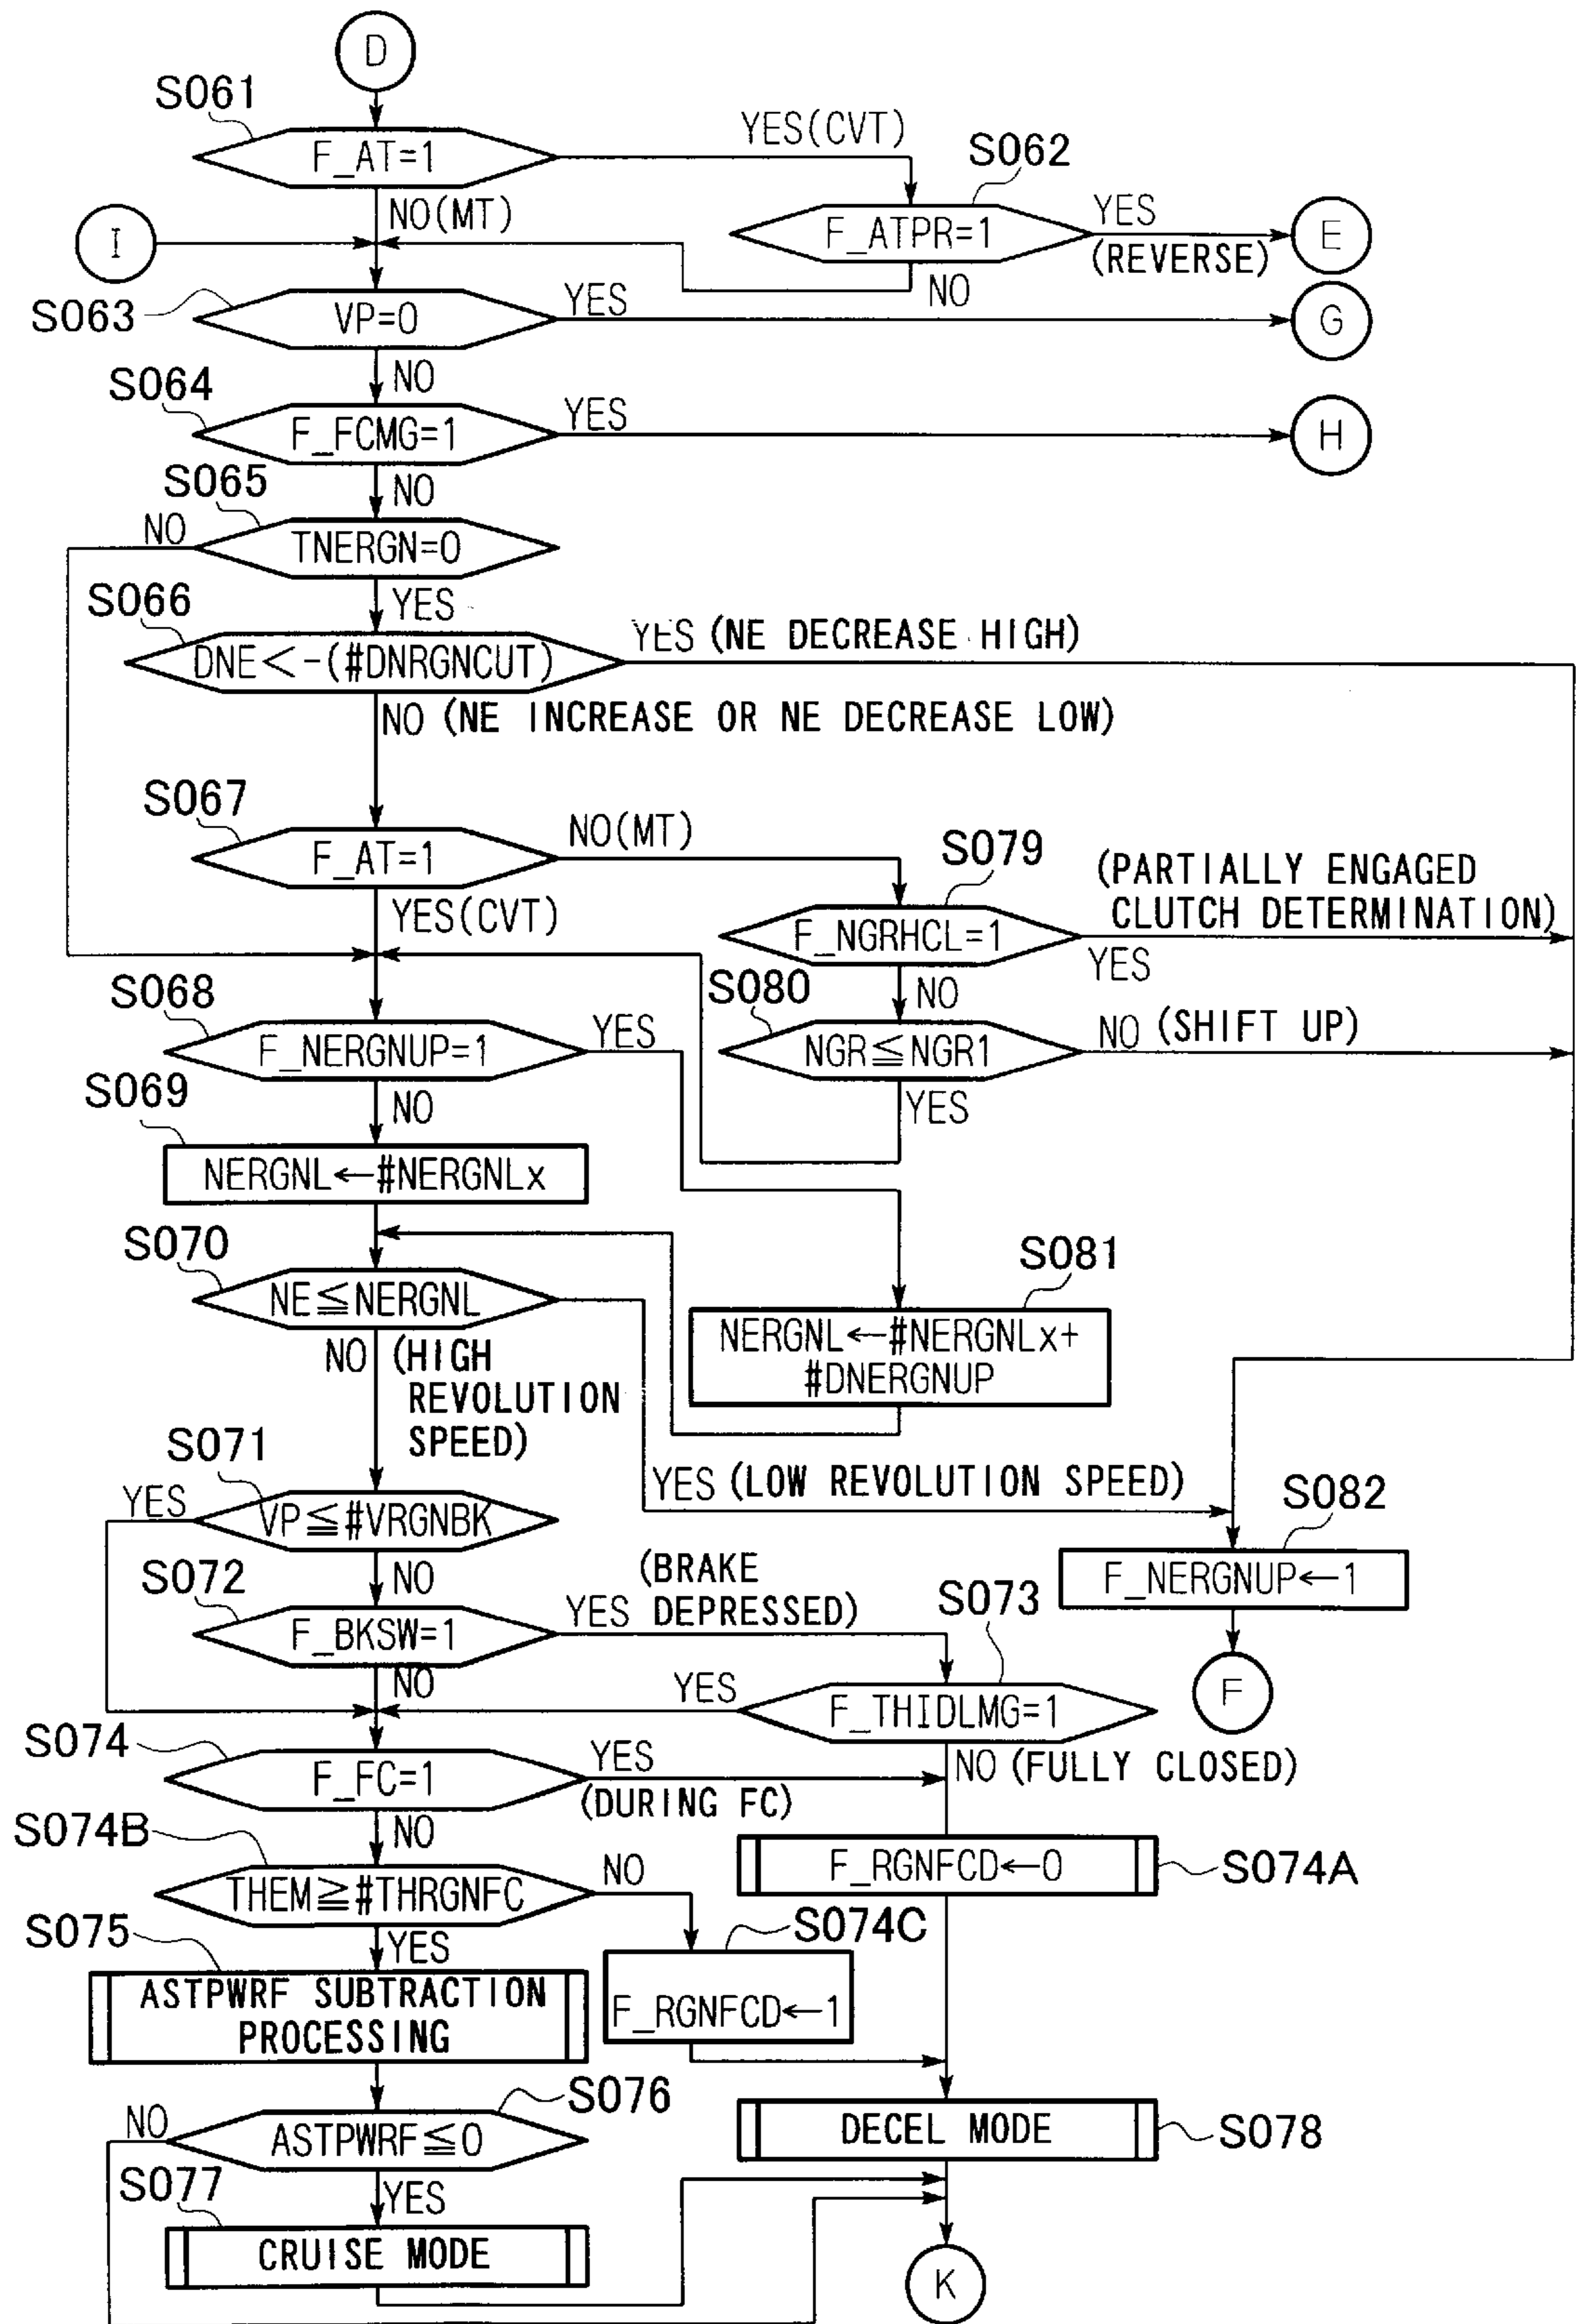 D
S061
F_AT=1
YES(CVT)
S062
NO(MT)
I
F_ATPR=1
YES
(REVERSE)
E
NO
S063
VP=0
YES
G
NO
S064
F_FCMG=1
YES
H
NO
S065
NO
TNERGN=0
YES
S066
DNE<-(#DNRGNCUT)
YES (NE DECREASE HIGH)
NO (NE INCREASE OR NE DECREASE LOW)
S067
F_AT=1
NO(MT)
S079
(PARTIALLY ENGAGED
CLUTCH DETERMINATION)
YES(CVT)
F_NGRHCL=1
YES
S068
S080
NO
F_NERGNUP=1
YES
NGR≦NGR1
NO (SHIFT UP)
S069
NO
YES
NERGNL←#NERGNLx
S070
NE≦NERGNL
S081
NERGNL←#NERGNLx+
#DNERGNUP
NO (HIGH
REVOLUTION
SPEED)
S071
YES
VP≦#VRGNBK
YES (LOW REVOLUTION SPEED)
S082
F_NERGNUP←1
NO
S072
F_BKSW=1
(BRAKE
YES DEPRESSED)
S073
NO
YES
F_THIDLMG=1
F
S074
F_FC=1
YES
(DURING FC)
NO (FULLY CLOSED)
NO
S074B
THEM≧#THRGNFC
NO
F_RGNFCD←0
S074A
S075
YES
S074C
ASTPWRF SUBTRACTION
PROCESSING
F_RGNFCD←1
S076
NO
ASTPWRF≦0
DECEL MODE
S078
S077
YES
CRUISE MODE
K